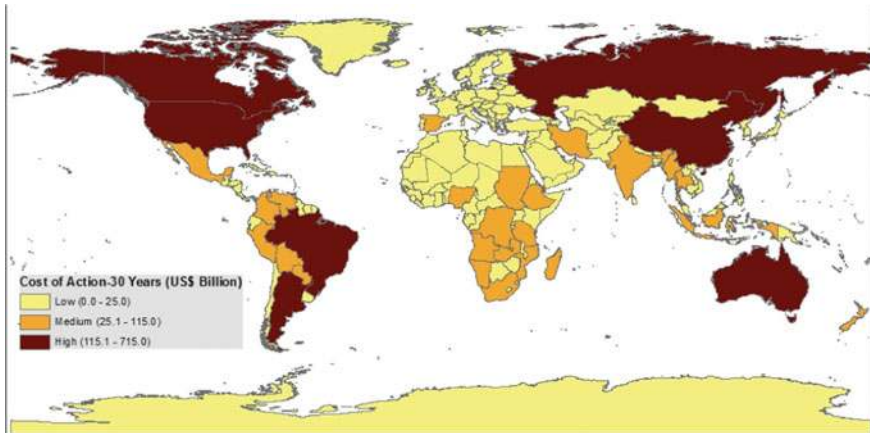 Cost of Action-30 Years (US$ Billion)
Low (0.0 - 25.0)
Medium (25.1 - 115.0)
High (115.1 - 715.0)